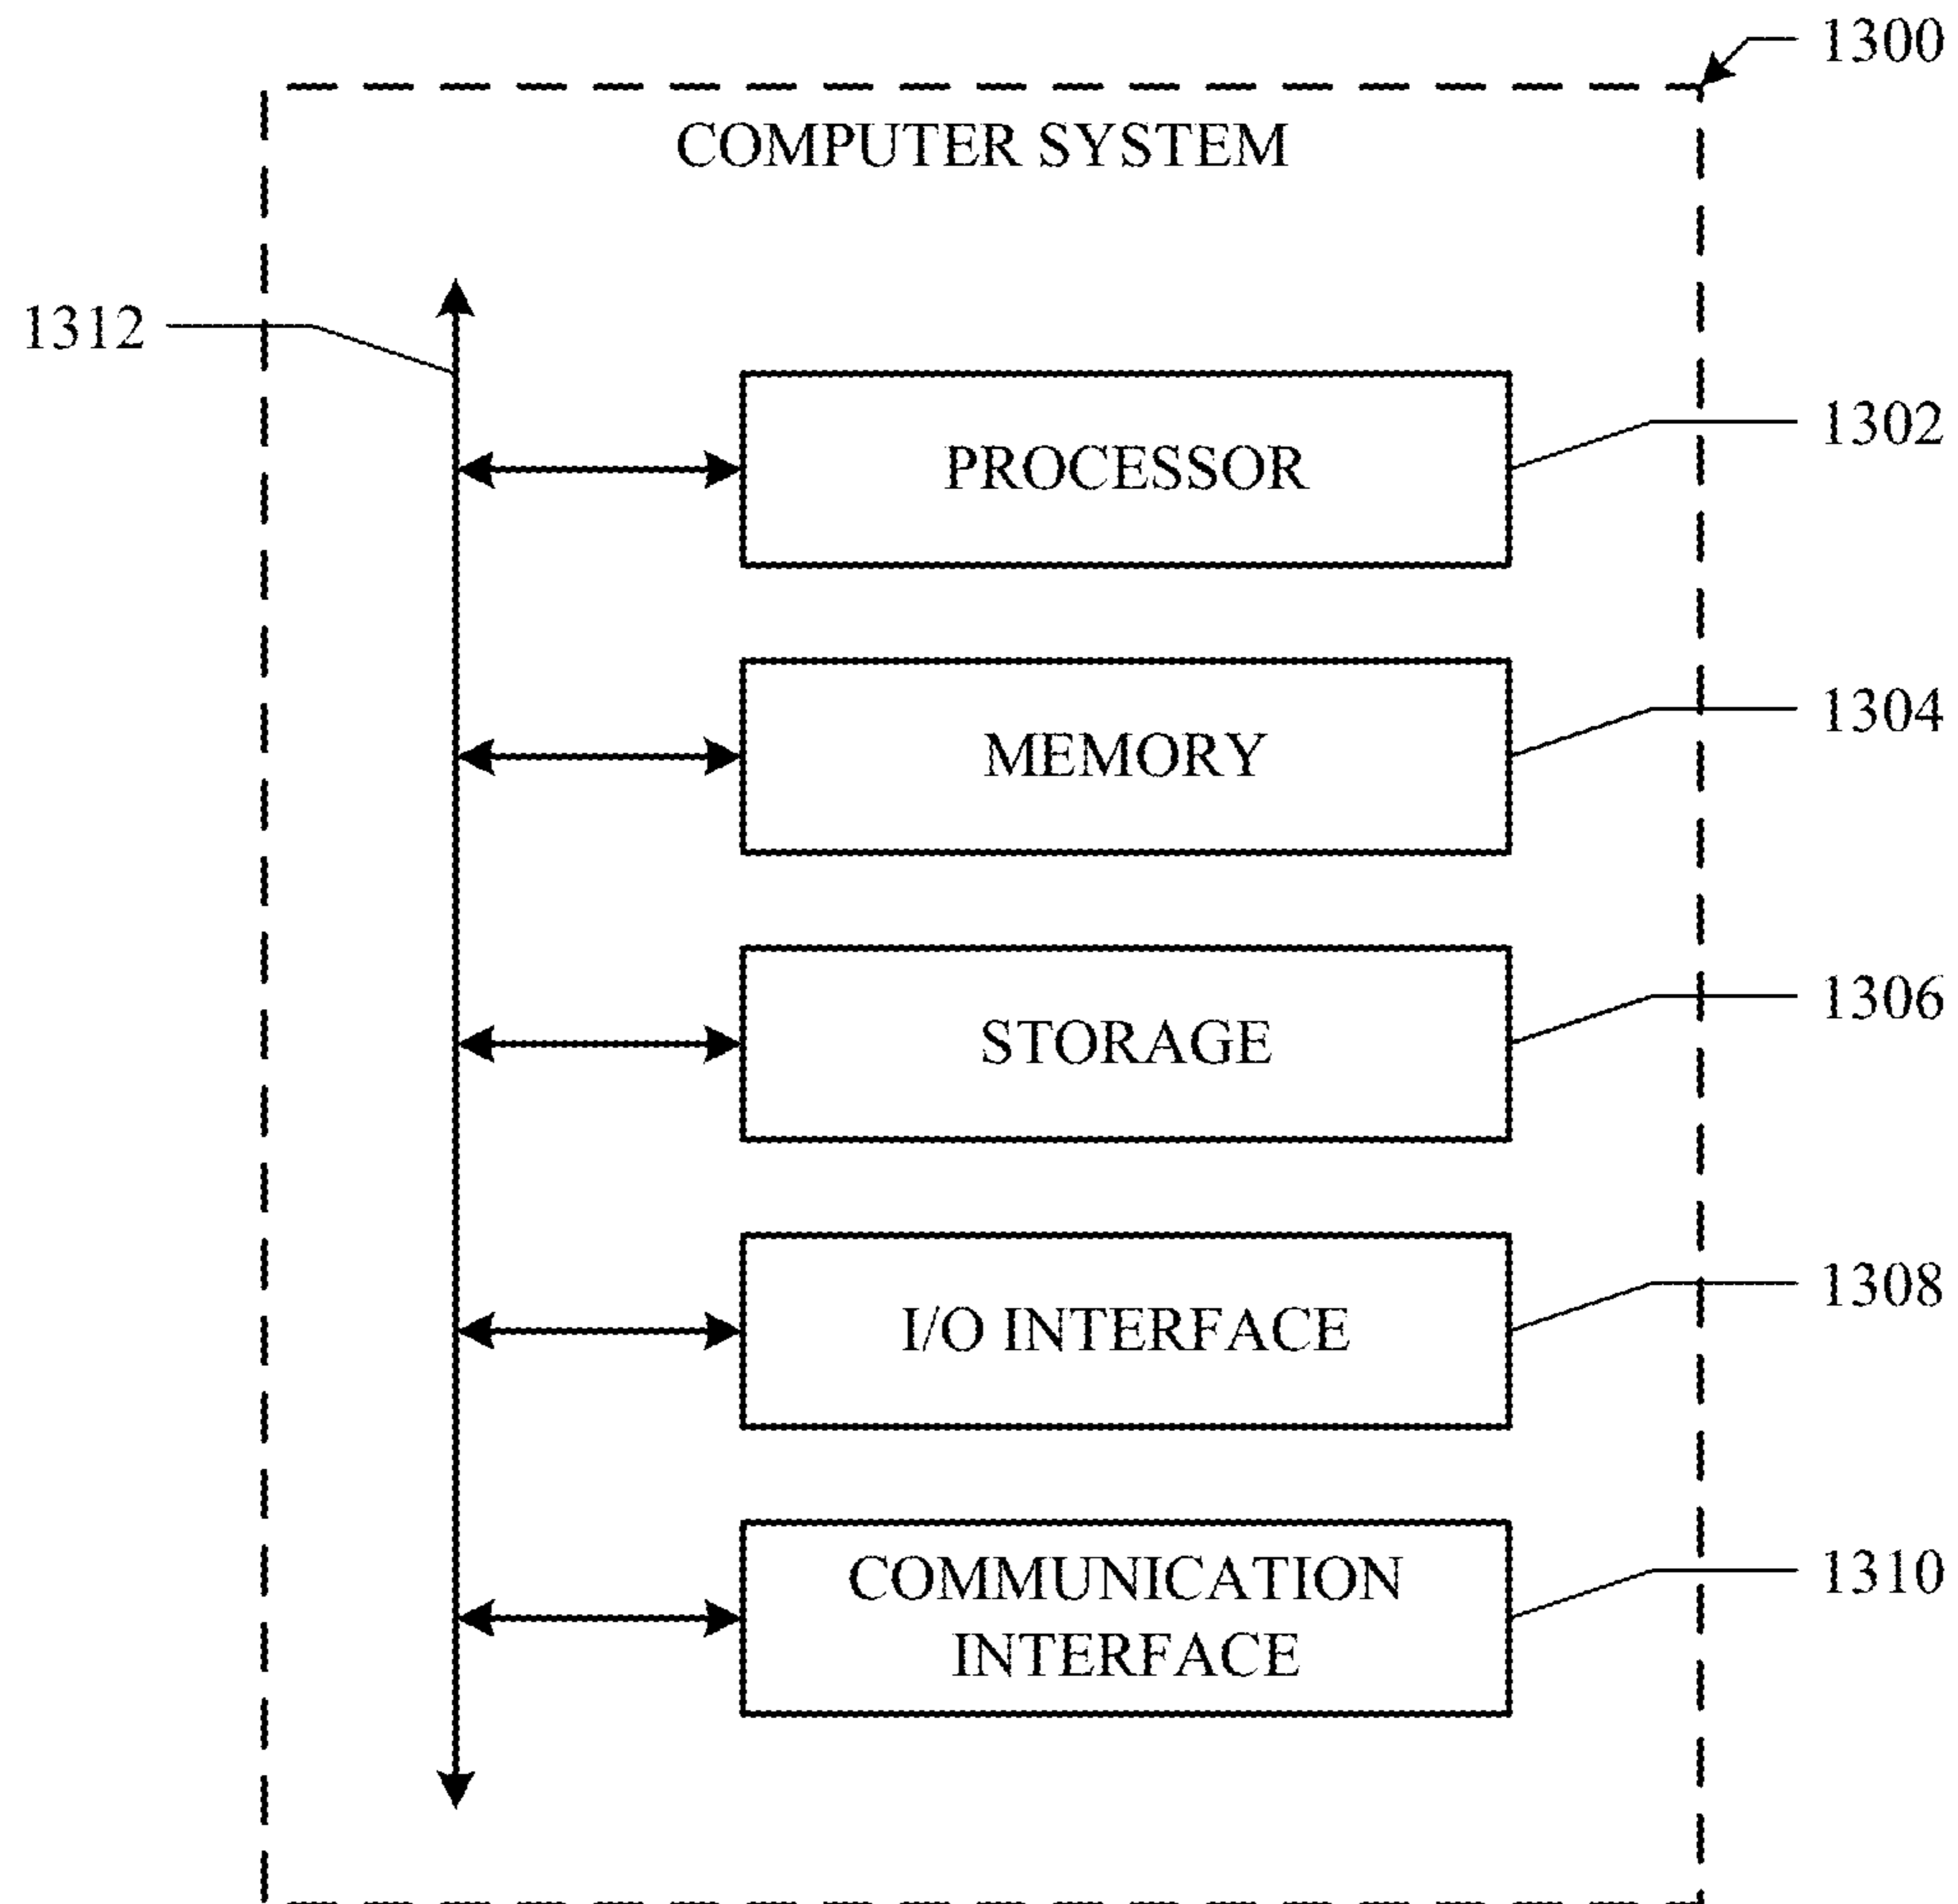 1300
COMPUTER SYSTEM
1312
PROCESSOR
1302
MEMORY
1304
STORAGE
1306
I/O INTERFACE
1308
COMMUNICATION
INTERFACE
1310